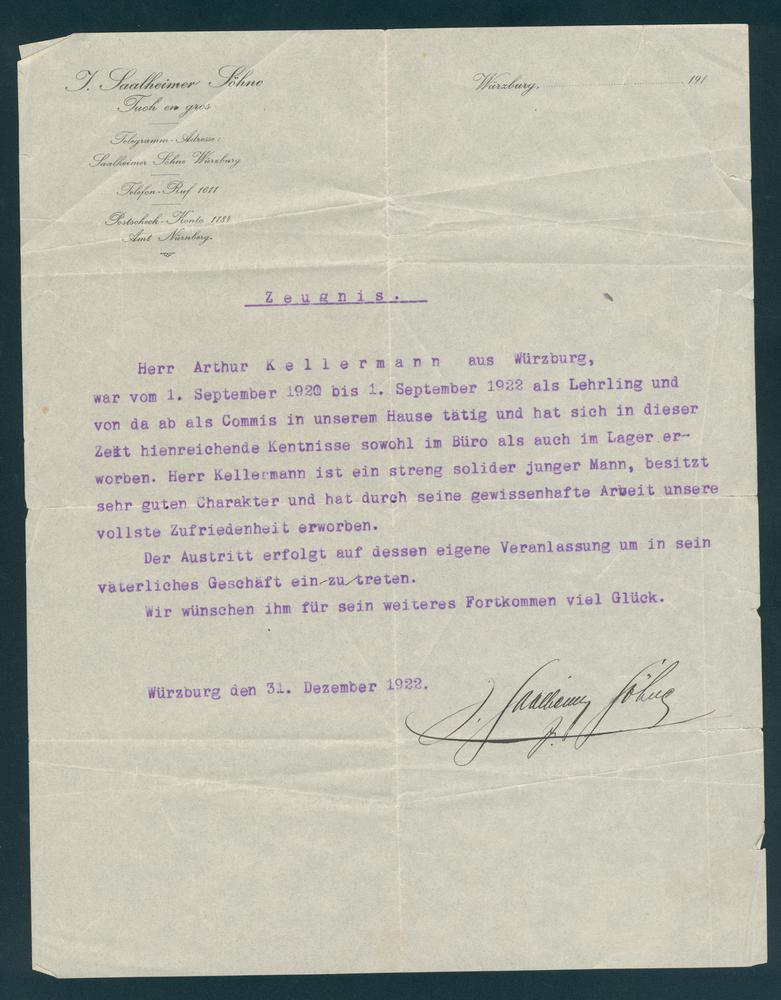 J. Saalheimer Söhne
Tuch en gros
Telegramm-Adresse:
Saalheimer Söhne Würzburg
Telefon-Ruf 1011
Postscheck-Konto 1184
Amt Nürnberg.
Würzburg, 191
Zeugnis.
Herr Arthur Kellermann aus Würzburg,
war vom 1. September 1920 bis 1. September 1922 als Lehrling und
von da ab als Commis in unserem Hause tätig und hat sich in dieser
Zeit hienreichende Kentnisse sowohl im Büro als auch im Lager er-
worben. Herr Kellermann ist ein streng solider junger Mann, besitzt
sehr guten Charakter und hat durch seine gewissenhafte Arbeit unsere
vollste Zufriedenheit erworben.
Der Austritt erfolgt auf dessen eigene Veranlassung um in sein
väterliches Geschäft ein-zu treten.
Wir wünschen ihm für sein weiteres Fortkommen viel Glück.
Würzburg den 31. Dezember 1922.
J. Saalheimer Söhne